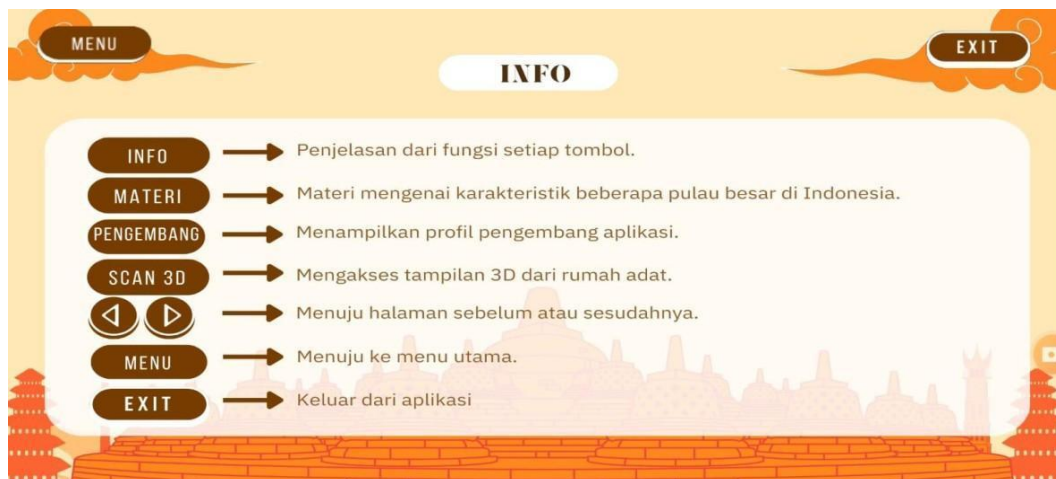 MENU
EXIT
INFO
INFO Penjelasan dari fungsi setiap tombol.
MATERI Materi mengenai karakteristik beberapa pulau besar di Indonesia.
PENGEMBANG Menampilkan profil pengembang aplikasi.
SCAN 3D Mengakses tampilan 3D dari rumah adat.
Menuju halaman sebelum atau sesudahnya.
MENU Menuju ke menu utama.
EXIT Keluar dari aplikasi